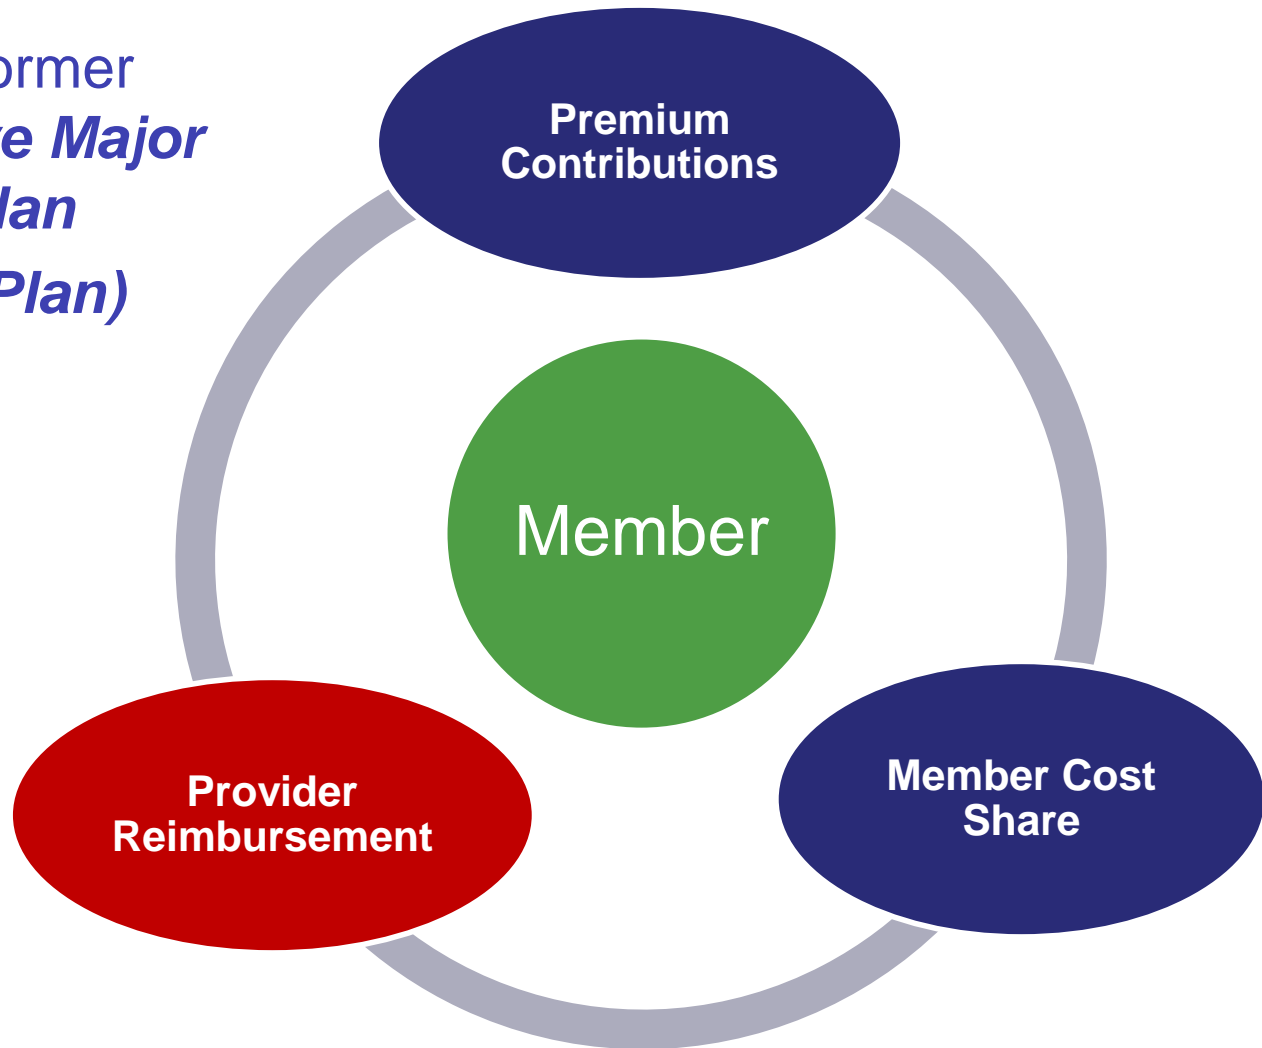 ormer
e Major
lan
Plan)
Premium
Contributions
Member
Provider
Reimbursement
Member Cost
Share